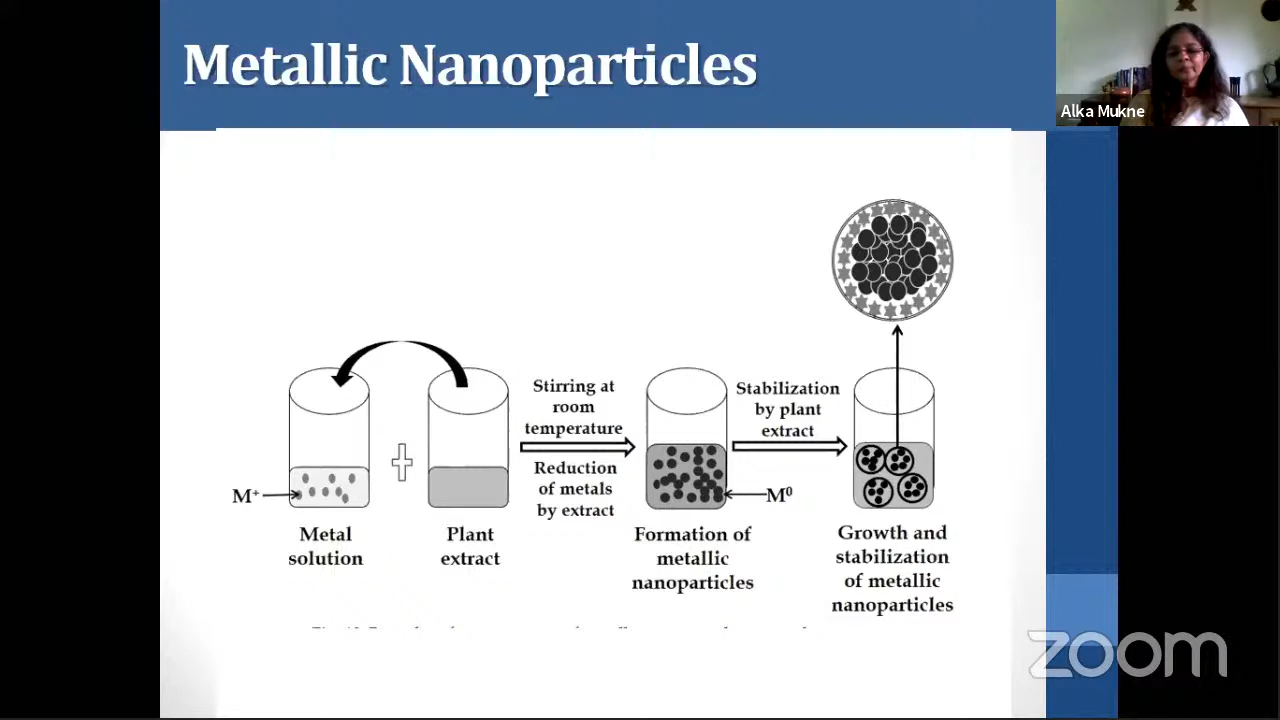 Metallic Nanoparticles
Alka Mukne
Stirring at
room
temperature
Reduction
of metals
by extract
Stabilization
by plant
extract
M⁺
M⁰
Metal
solution
Plant
extract
Formation of
metallic
nanoparticles
Growth and
stabilization
of metallic
nanoparticles
zoom